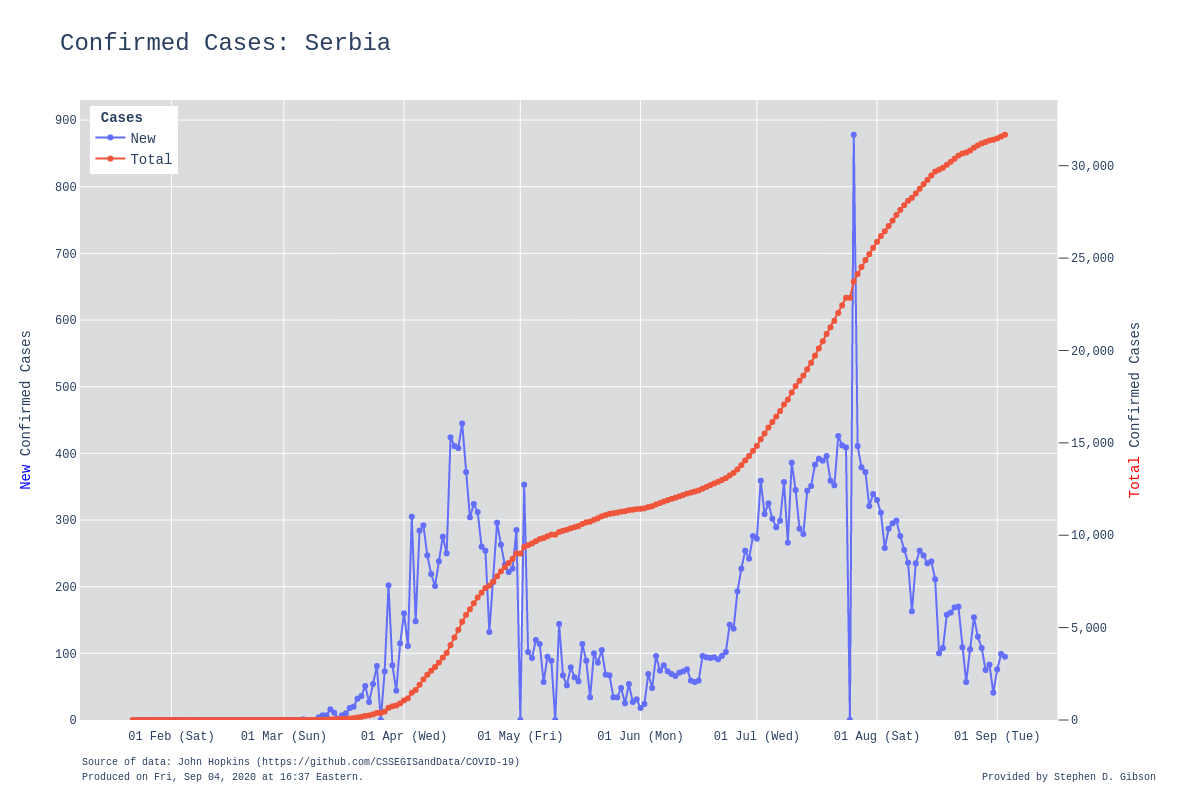 Confirmed Cases: Serbia
Cases
New
Total
900
800
700
600
500
400
300
200
100
0
30,000
25,000
20,000
15,000
10,000
5,000
0
New Confirmed Cases
Total Confirmed Cases
01 Feb (Sat)
01 Mar (Sun)
01 Apr (Wed)
01 May (Fri)
01 Jun (Mon)
01 Jul (Wed)
01 Aug (Sat)
01 Sep (Tue)
Source of data: John Hopkins (https://github.com/CSSEGISandData/COVID-19)
Produced on Fri, Sep 04, 2020 at 16:37 Eastern.
Provided by Stephen D. Gibson